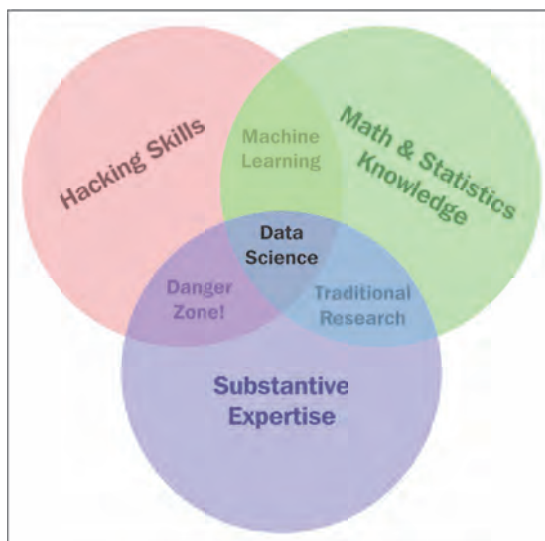 Hacking Skills
Machine
Learning
Math & Statistics
Knowledge
Data
Science
Danger
Zone!
Traditional
Research
Substantive
Expertise